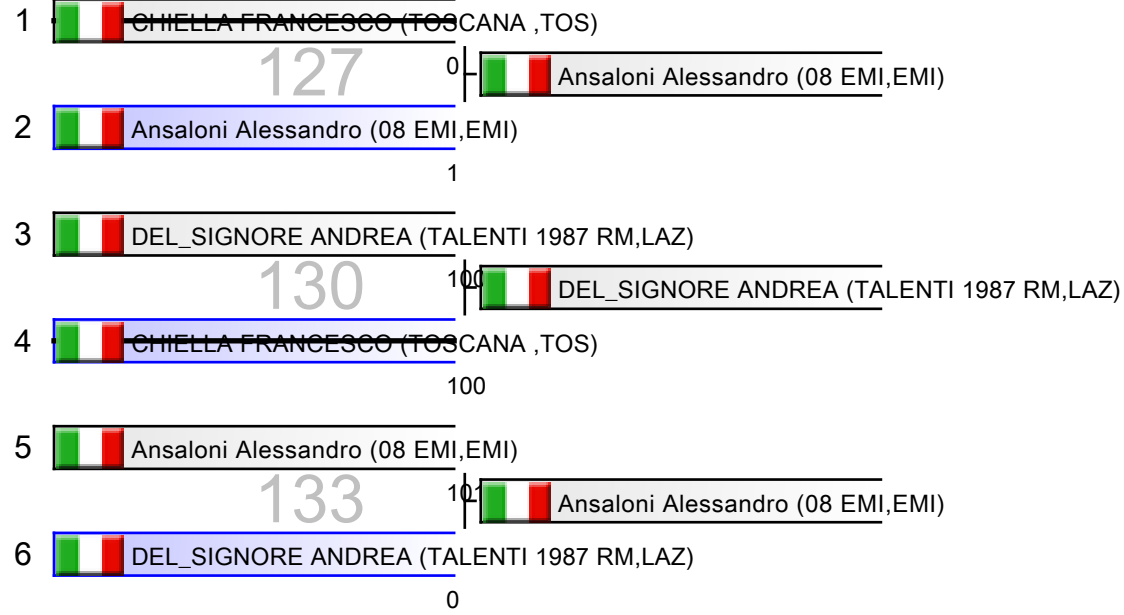 1 CHIELLA FRANCESCO (TOSCANA ,TOS)
127 0 Ansaloni Alessandro (08 EMI,EMI)
2 Ansaloni Alessandro (08 EMI,EMI)
1
3 DEL_SIGNORE ANDREA (TALENTI 1987 RM,LAZ)
130 100 DEL_SIGNORE ANDREA (TALENTI 1987 RM,LAZ)
4 CHIELLA FRANCESCO (TOSCANA ,TOS)
100
5 Ansaloni Alessandro (08 EMI,EMI)
133 101 Ansaloni Alessandro (08 EMI,EMI)
6 DEL_SIGNORE ANDREA (TALENTI 1987 RM,LAZ)
0